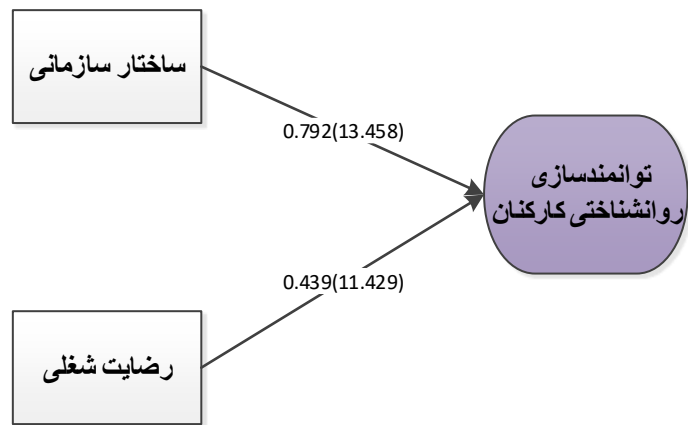 ساختار سازمانی
0.792(13.458)
توانمندسازی
روانشناختی کارکنان
0.439(11.429)
رضایت شغلی